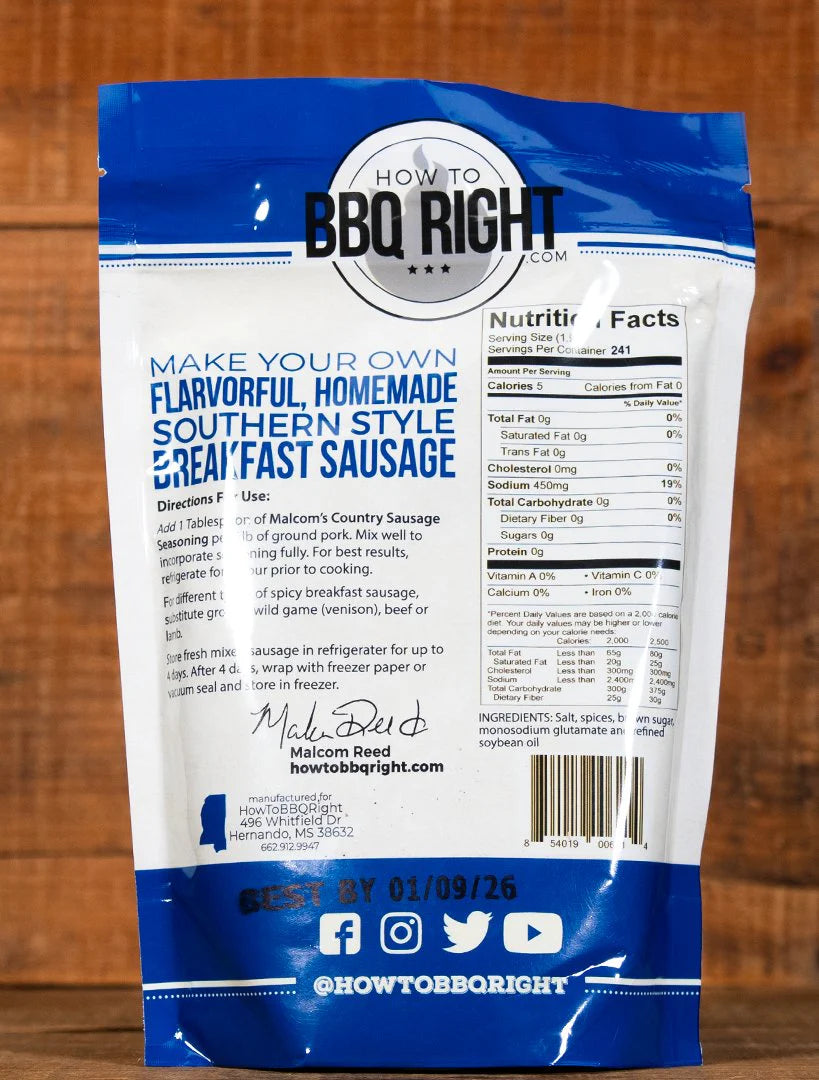 HOW TO
BBQ RIGHT
.COM
MAKE YOUR OWN
FLARVORFUL, HOMEMADE
SOUTHERN STYLE
BREAKFAST SAUSAGE
Directions For Use:
Add 1 Tablespoon of Malcom's Country Sausage
Seasoning per lb of ground pork. Mix well to
incorporate seasoning fully. For best results,
refrigerate for hour prior to cooking.
For different of spicy breakfast sausage,
substitute ground wild game (venison), beef or
lamb.
Store fresh mixed sausage in refrigerater for up to
4 days. After 4 days, wrap with freezer paper or
vacuum seal and store in freezer.
Malcom Reed
Malcom Reed
howtobbqright.com
manufactured for
HowToBBQRight
496 Whitfield Dr
Hernando, MS 38632
662.912.9947
Nutrition Facts
Serving Size
Servings Per Container 241
Amount Per Serving
Calories 5 Calories from Fat 0
% Daily Value*
Total Fat 0g 0%
Saturated Fat 0g 0%
Trans Fat 0g
Cholesterol 0mg 0%
Sodium 450mg 19%
Total Carbohydrate 0g 0%
Dietary Fiber 0g 0%
Sugars 0g
Protein 0g
Vitamin A 0% • Vitamin C 0%
Calcium 0% • Iron 0%
*Percent Daily Values are based on a 2,000 calorie
diet. Your daily values may be higher or lower
depending on your calorie needs:
Calories: 2,000 2,500
Total Fat Less than 65g 80g
Saturated Fat Less than 20g 25g
Cholesterol Less than 300mg 300mg
Sodium Less than 2,400mg 2,400mg
Total Carbohydrate 300g 375g
Dietary Fiber 25g 30g
INGREDIENTS: Salt, spices, brown sugar,
monosodium glutamate and refined
soybean oil
8 54019 4
BEST BY 01/09/26
@HOWTOBBQRIGHT